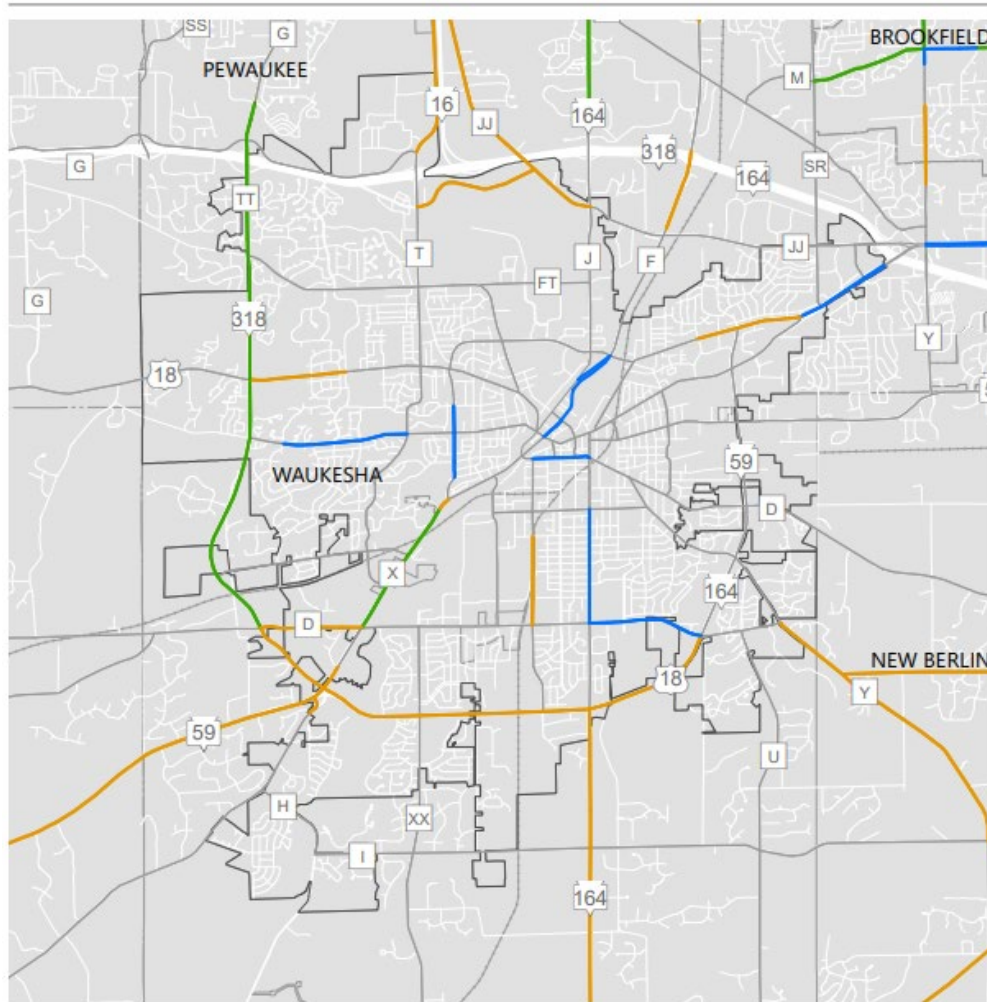 SS
G
BROOKFIELD
PEWAUKEE
M
16
164
JJ
318
G
164
SR
TT
T
J
F
JJ
FT
G
318
Y
18
WAUKESHA
59
D
X
164
D
NEW BERLIN
18
Y
59
U
H
XX
I
164